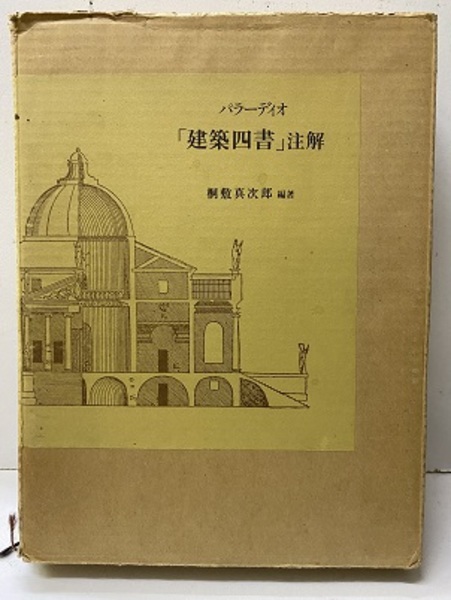 パラーディオ
「建築四書」注解
桐敷真次郎 編著